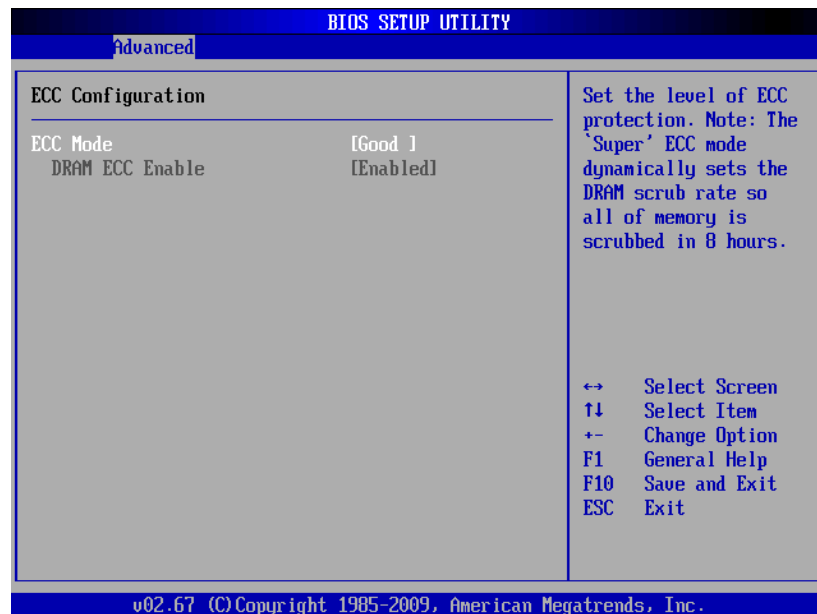 BIOS SETUP UTILITY
Advanced
ECC Configuration
ECC Mode [Good ]
DRAM ECC Enable [Enabled]
Set the level of ECC
protection. Note: The
`Super' ECC mode
dynamically sets the
DRAM scrub rate so
all of memory is
scrubbed in 8 hours.
←→ Select Screen
↑↓ Select Item
+- Change Option
F1 General Help
F10 Save and Exit
ESC Exit
v02.67 (C)Copyright 1985-2009, American Megatrends, Inc.